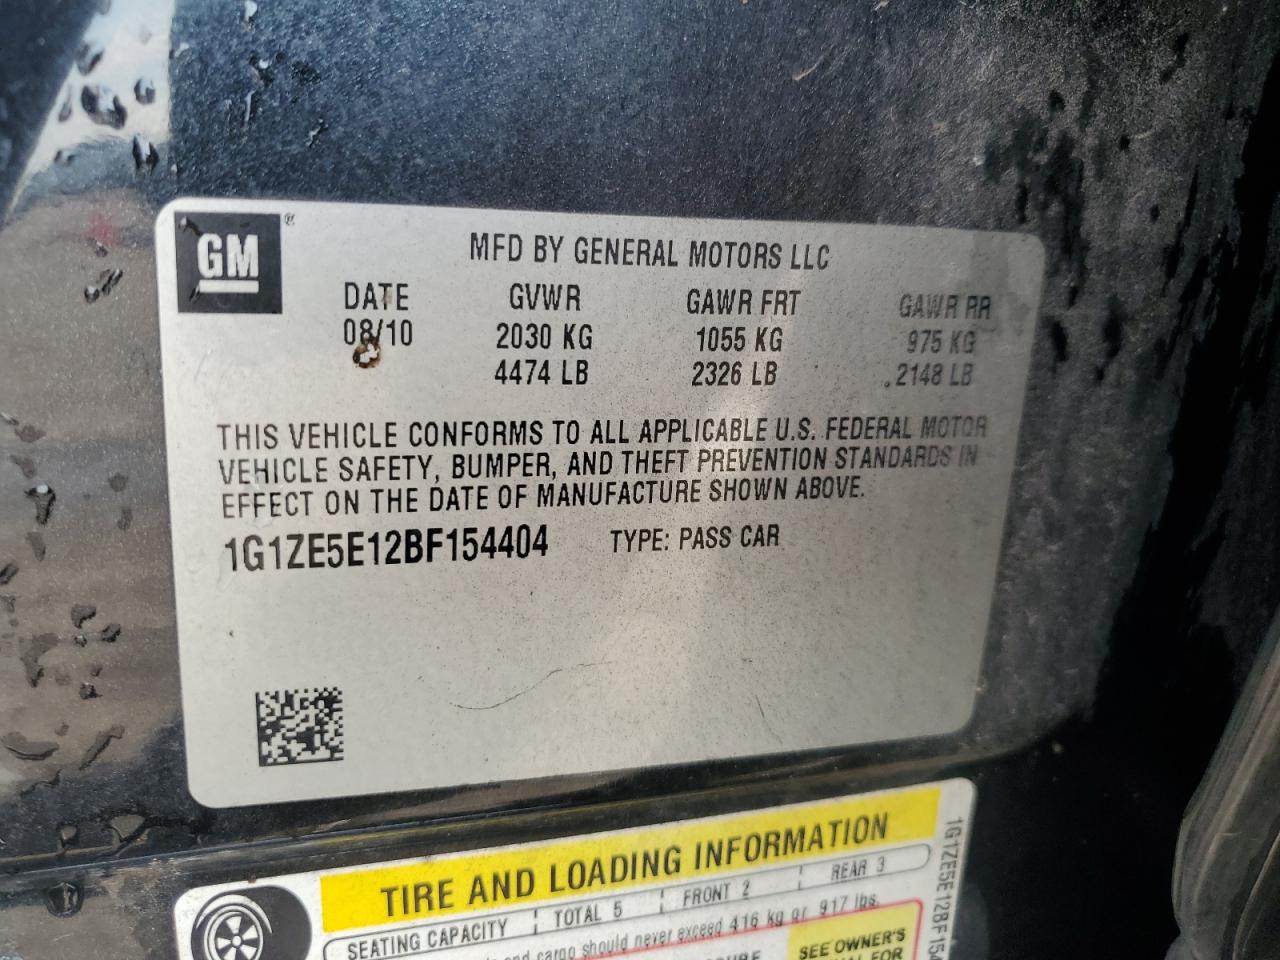 GM ®
MFD BY GENERAL MOTORS LLC
DATE GVWR GAWR FRT GAWR RR
08/10 2030 KG 1055 KG 975 KG
4474 LB 2326 LB 2148 LB
THIS VEHICLE CONFORMS TO ALL APPLICABLE U.S. FEDERAL MOTOR
VEHICLE SAFETY, BUMPER, AND THEFT PREVENTION STANDARDS IN
EFFECT ON THE DATE OF MANUFACTURE SHOWN ABOVE.
1G1ZE5E12BF154404 TYPE: PASS CAR
TIRE AND LOADING INFORMATION
SEATING CAPACITY TOTAL 5 FRONT 2 REAR 3
and cargo should never exceed 416 kg or 917 lbs.
SEE OWNER'S
FOR
1G1ZE5E12BF154